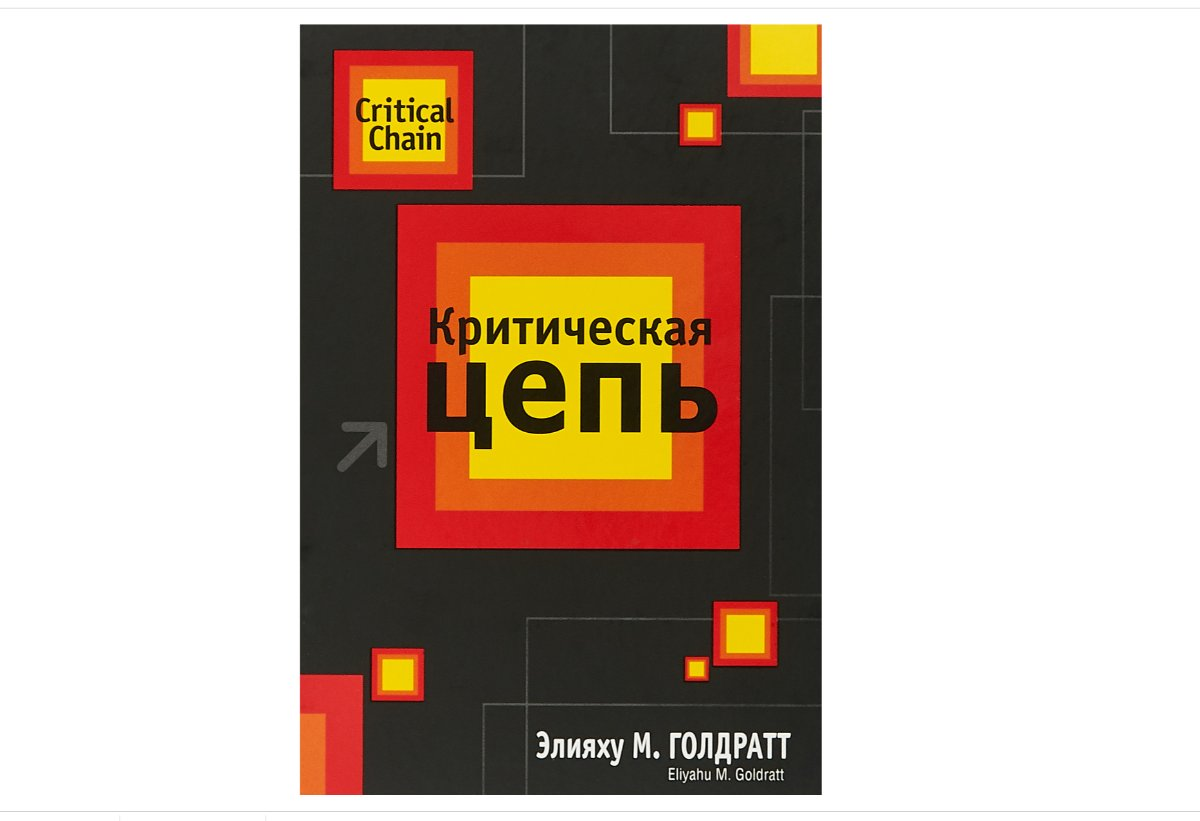 Critical
Chain
Критическая
цепь
Элияху М. ГОЛДРАТТ
Eliyahu M. Goldratt